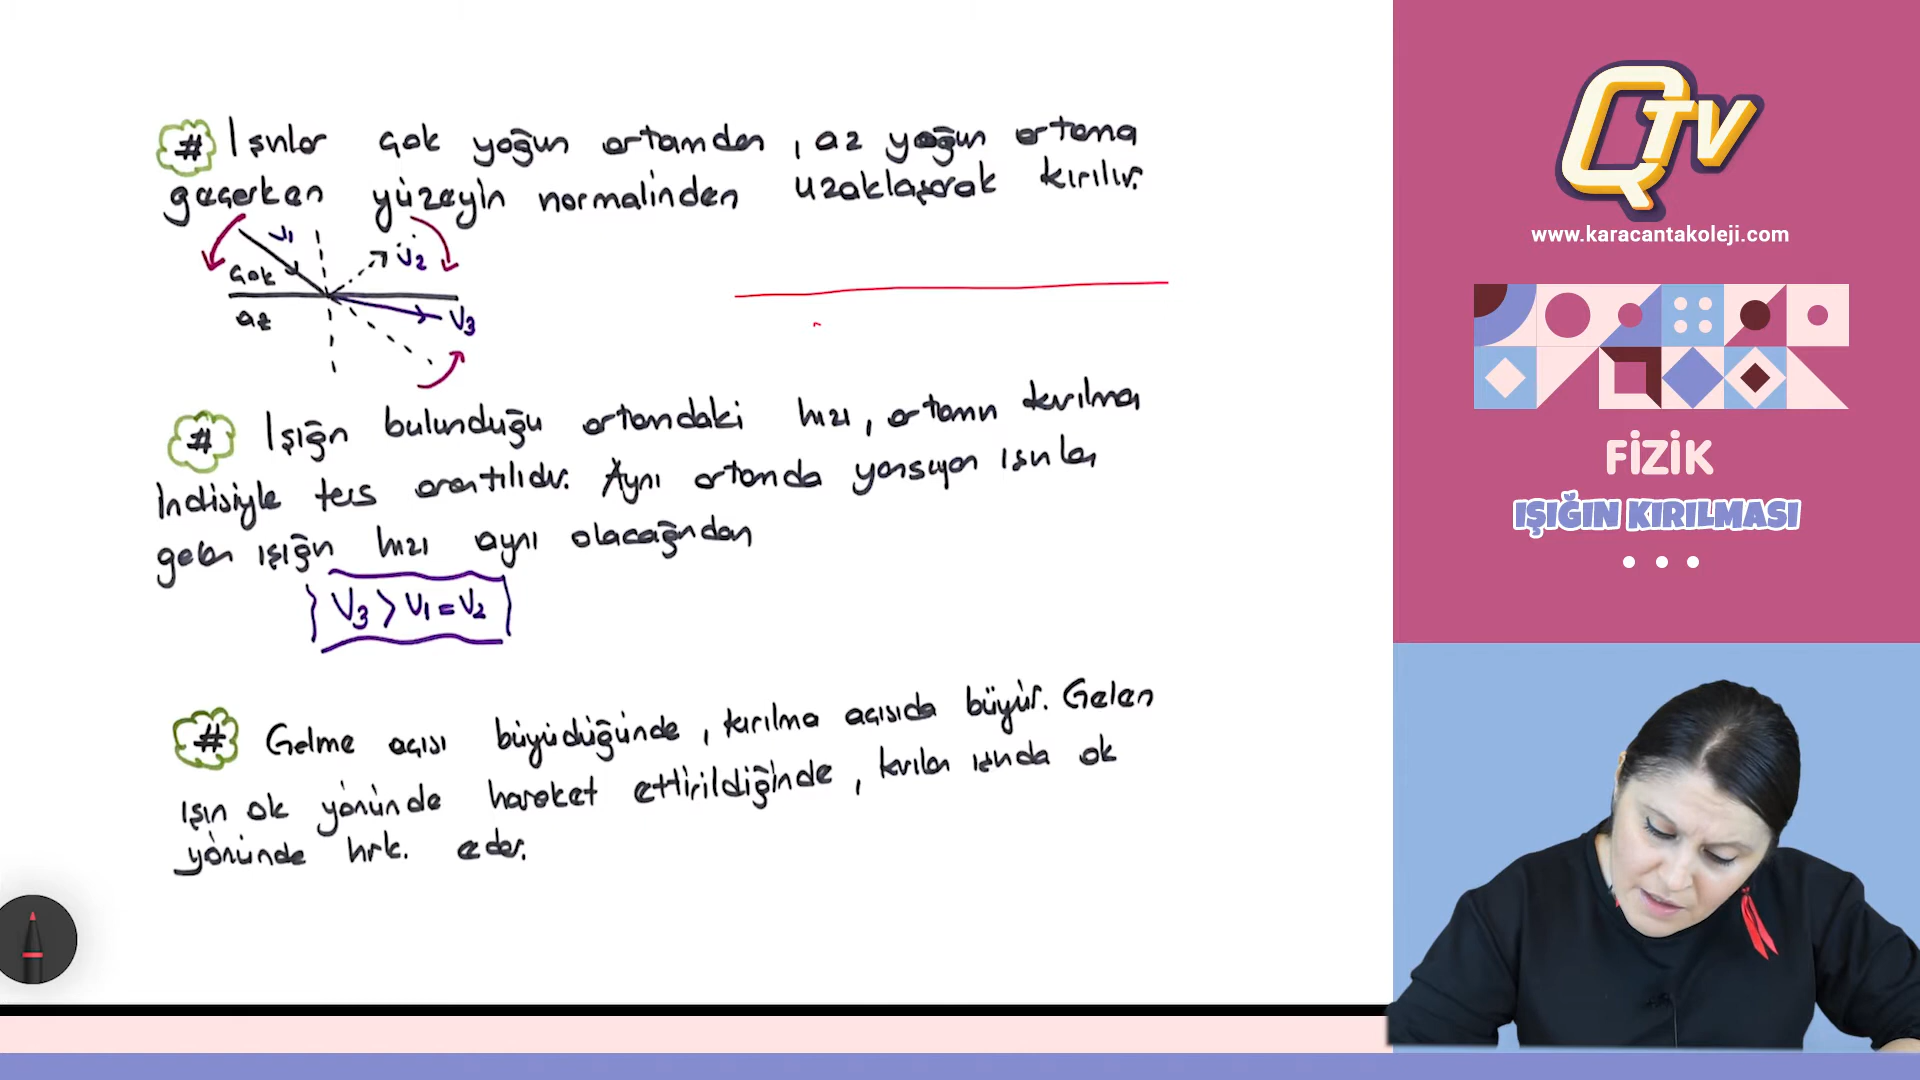 # Işınlar çok yoğun ortamdan, az yoğun ortama
geçerken yüzeyin normalinden uzaklaşarak kırılır.
V1
V2
çok
az
V3
# Işığın bulunduğu ortamdaki hızı, ortamın kırılma
indisiyle ters orantılıdır. Aynı ortamda yansıyan ışınla
gelen ışığın hızı aynı olacağından
V3 > V1 = V2
# Gelme açısı büyüdüğünde, kırılma açısıda büyür. Gelen
ışın ok yönünde hareket ettirildiğinde, kırılan ışında ok
yönünde hrk. eder.
QTV
www.karacantakoleji.com
FİZİK
IŞIĞIN KIRILMASI